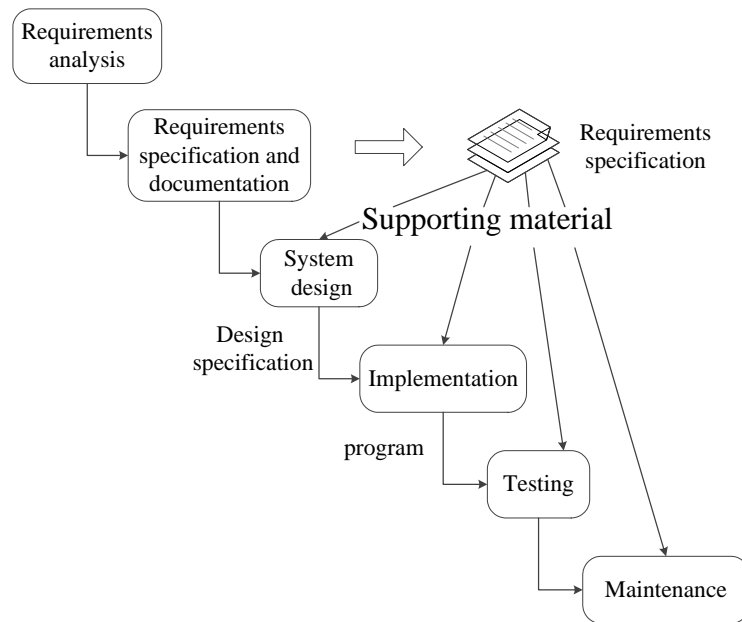 Requirements
analysis
Requirements
specification and
documentation
Requirements
specification
Supporting material
System
design
Design
specification
Implementation
program
Testing
Maintenance